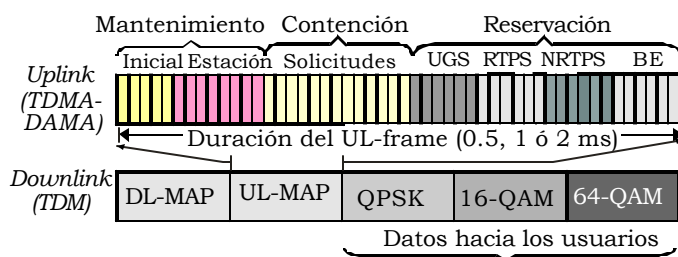 Mantenimiento Contención Reservación
Inicial Estación Solicitudes UGS RTPS NRTPS BE
Uplink
(TDMA-
DAMA)
Duración del UL-frame (0.5, 1 ó 2 ms)
Downlink
(TDM)
DL-MAP UL-MAP QPSK 16-QAM 64-QAM
Datos hacia los usuarios